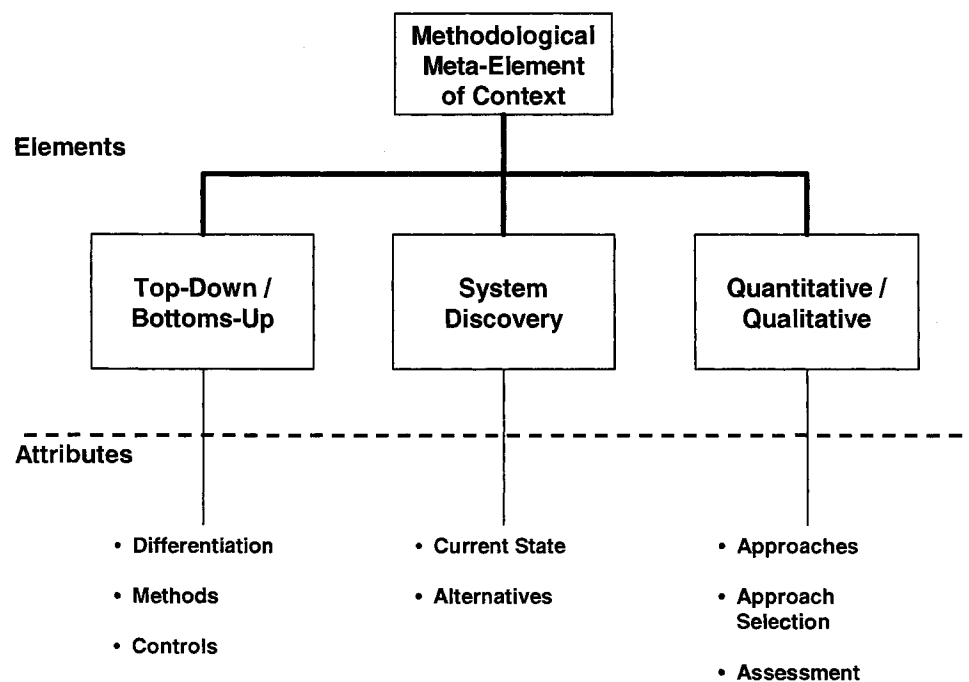 Methodological
Meta-Element
of Context
Elements
Top-Down /
Bottoms-Up
System
Discovery
Quantitative /
Qualitative
Attributes
• Differentiation
• Methods
• Controls
• Current State
• Alternatives
• Approaches
• Approach
Selection
• Assessment